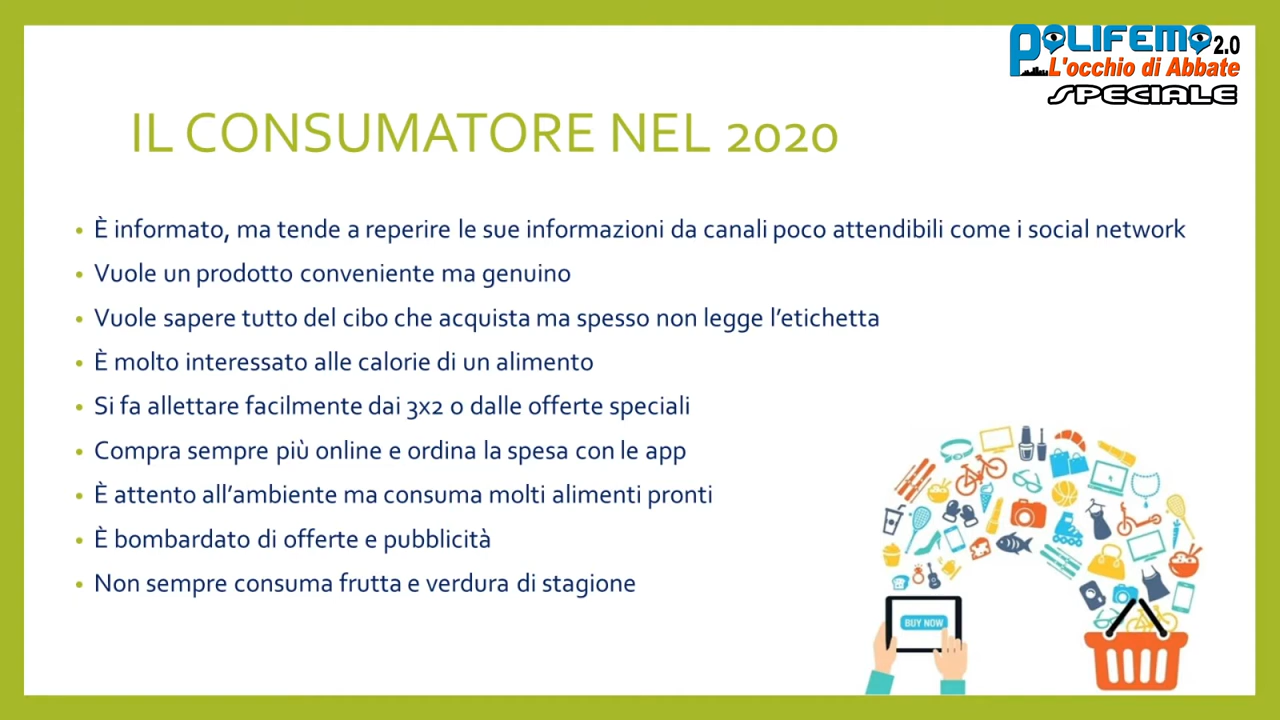 POLIFEMO 2.0
L'occhio di Abbate
SPECIALE
IL CONSUMATORE NEL 2020
• È informato, ma tende a reperire le sue informazioni da canali poco attendibili come i social network
• Vuole un prodotto conveniente ma genuino
• Vuole sapere tutto del cibo che acquista ma spesso non legge l’etichetta
• È molto interessato alle calorie di un alimento
• Si fa allettare facilmente dai 3x2 o dalle offerte speciali
• Compra sempre più online e ordina la spesa con le app
• È attento all’ambiente ma consuma molti alimenti pronti
• È bombardato di offerte e pubblicità
• Non sempre consuma frutta e verdura di stagione
BUY NOW